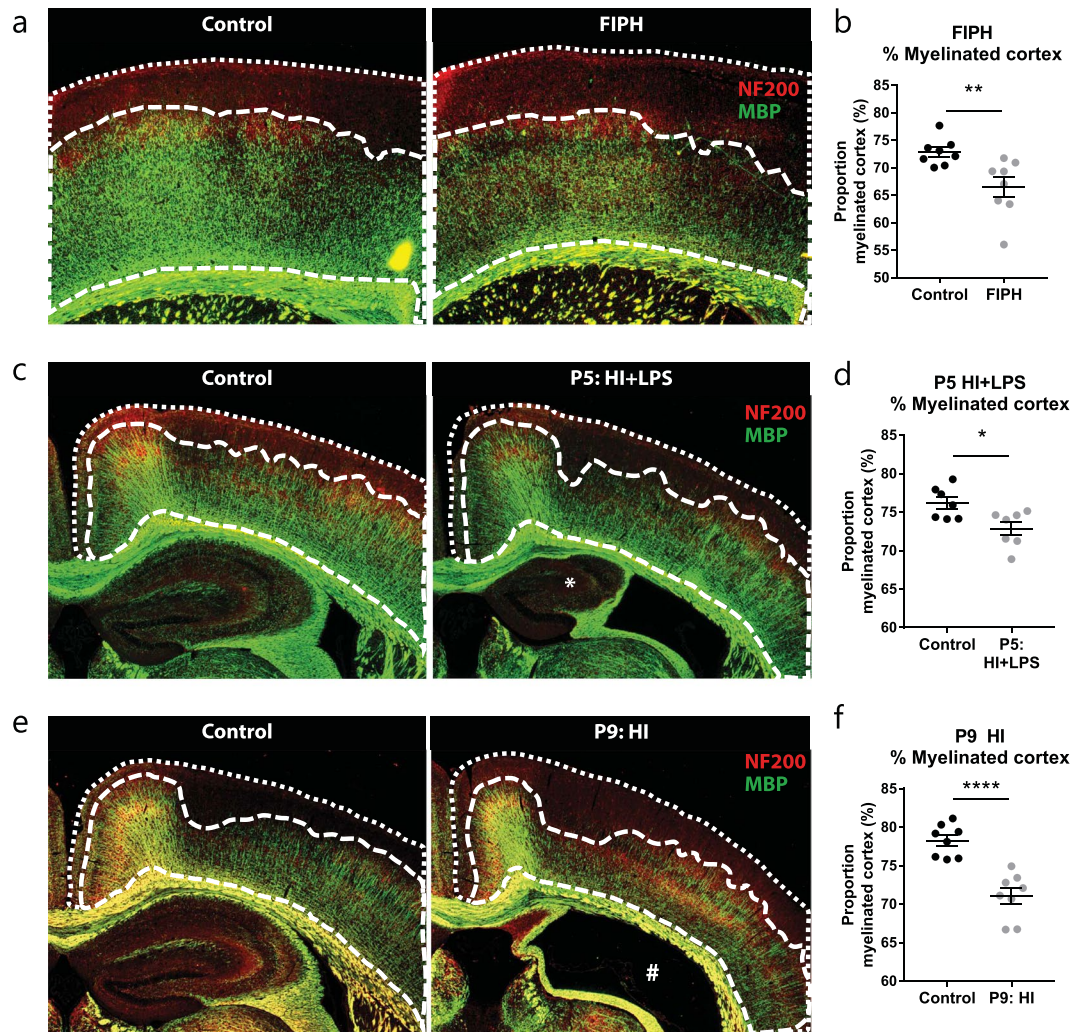 a
Control
FIPH
NF200
MBP
b
FIPH
% Myelinated cortex
**
Proportion
myelinated cortex (%)
85
80
75
70
65
60
55
50
Control
FIPH
c
Control
P5: HI+LPS
NF200
MBP
*
d
P5 HI+LPS
% Myelinated cortex
*
Proportion
myelinated cortex (%)
85
80
75
70
65
60
Control
P5:
HI+LPS
e
Control
P9: HI
NF200
MBP
#
f
P9 HI
% Myelinated cortex
****
Proportion
myelinated cortex (%)
85
80
75
70
65
60
Control
P9: HI